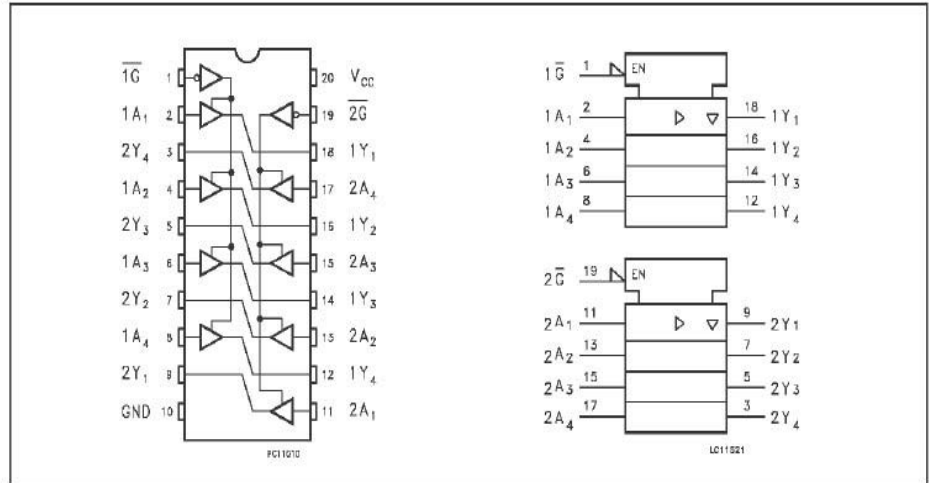 1G̅ 1 20 VCC
1A1 2 19 2G̅
2Y4 3 18 1Y1
1A2 4 17 2A4
2Y3 5 16 1Y2
1A3 6 15 2A3
2Y2 7 14 1Y3
1A4 8 13 2A2
2Y1 9 12 1Y4
GND 10 11 2A1
PC11010
1G̅ 1 EN
1A1 2 18 1Y1
1A2 4 16 1Y2
1A3 6 14 1Y3
1A4 8 12 1Y4
2G̅ 19 EN
2A1 11 9 2Y1
2A2 13 7 2Y2
2A3 15 5 2Y3
2A4 17 3 2Y4
LC11521